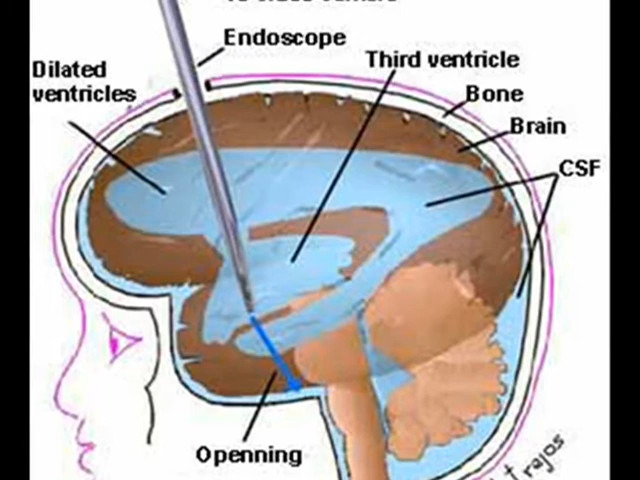 Endoscope
Third ventricle
Dilated
ventricles
Bone
Brain
CSF
Openning